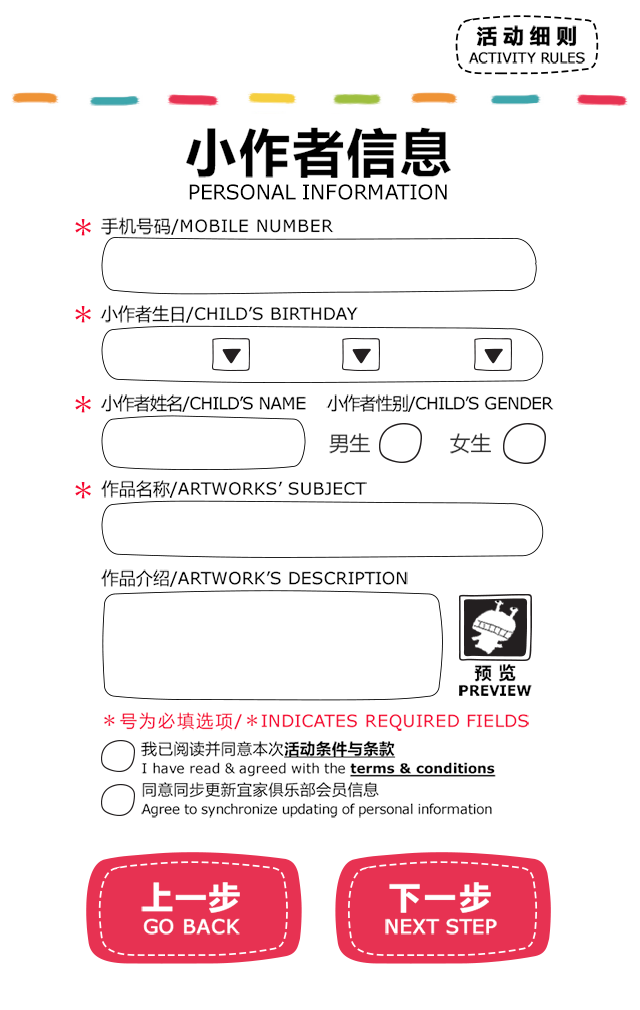 活动细则
ACTIVITY RULES
小作者信息
PERSONAL INFORMATION
＊ 手机号码/MOBILE NUMBER
＊ 小作者生日/CHILD’S BIRTHDAY
＊ 小作者姓名/CHILD’S NAME 小作者性别/CHILD’S GENDER
男生 女生
＊ 作品名称/ARTWORKS’ SUBJECT
作品介绍/ARTWORK’S DESCRIPTION
预览
PREVIEW
＊号为必填选项/＊INDICATES REQUIRED FIELDS
我已阅读并同意本次活动条件与条款
I have read & agreed with the terms & conditions
同意同步更新宜家俱乐部会员信息
Agree to synchronize updating of personal information
上一步 下一步
GO BACK NEXT STEP